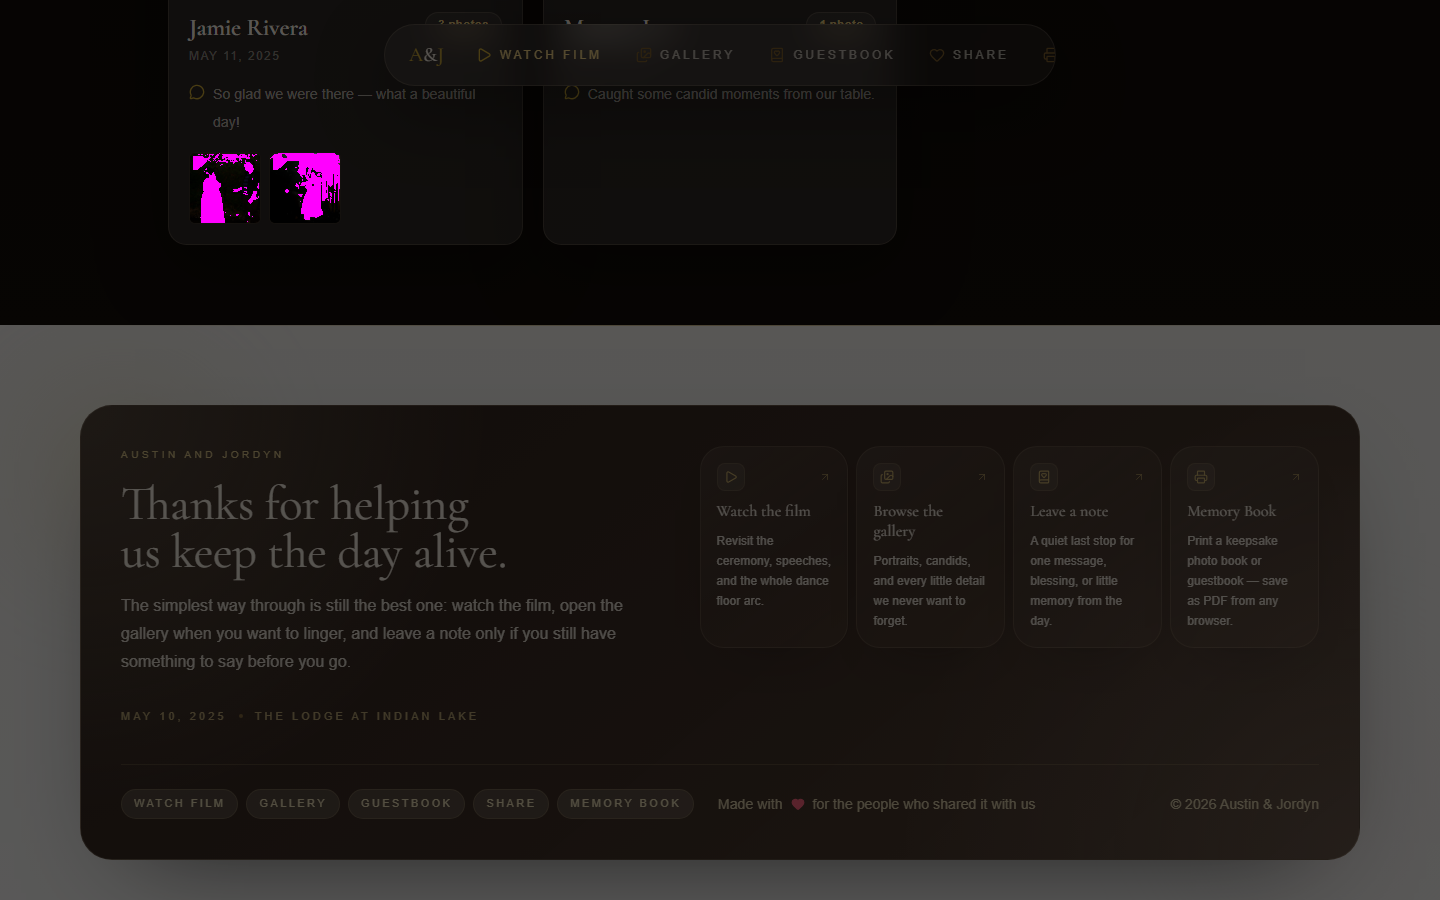 Jamie Rivera
MAY 11, 2025
A&J
WATCH FILM
GALLERY
GUESTBOOK
SHARE
So glad we were there — what a beautiful
day!
Caught some candid moments from our table.
AUSTIN AND JORDYN
Thanks for helping
us keep the day alive.
The simplest way through is still the best one: watch the film, open the
gallery when you want to linger, and leave a note only if you still have
something to say before you go.
MAY 10, 2025 • THE LODGE AT INDIAN LAKE
Watch the film
Revisit the
ceremony, speeches,
and the whole dance
floor arc.
Browse the
gallery
Portraits, candids,
and every little detail
we never want to
forget.
Leave a note
A quiet last stop for
one message,
blessing, or little
memory from the
day.
Memory Book
Print a keepsake
photo book or
guestbook — save
as PDF from any
browser.
WATCH FILM
GALLERY
GUESTBOOK
SHARE
MEMORY BOOK
Made with ♥ for the people who shared it with us
© 2026 Austin & Jordyn